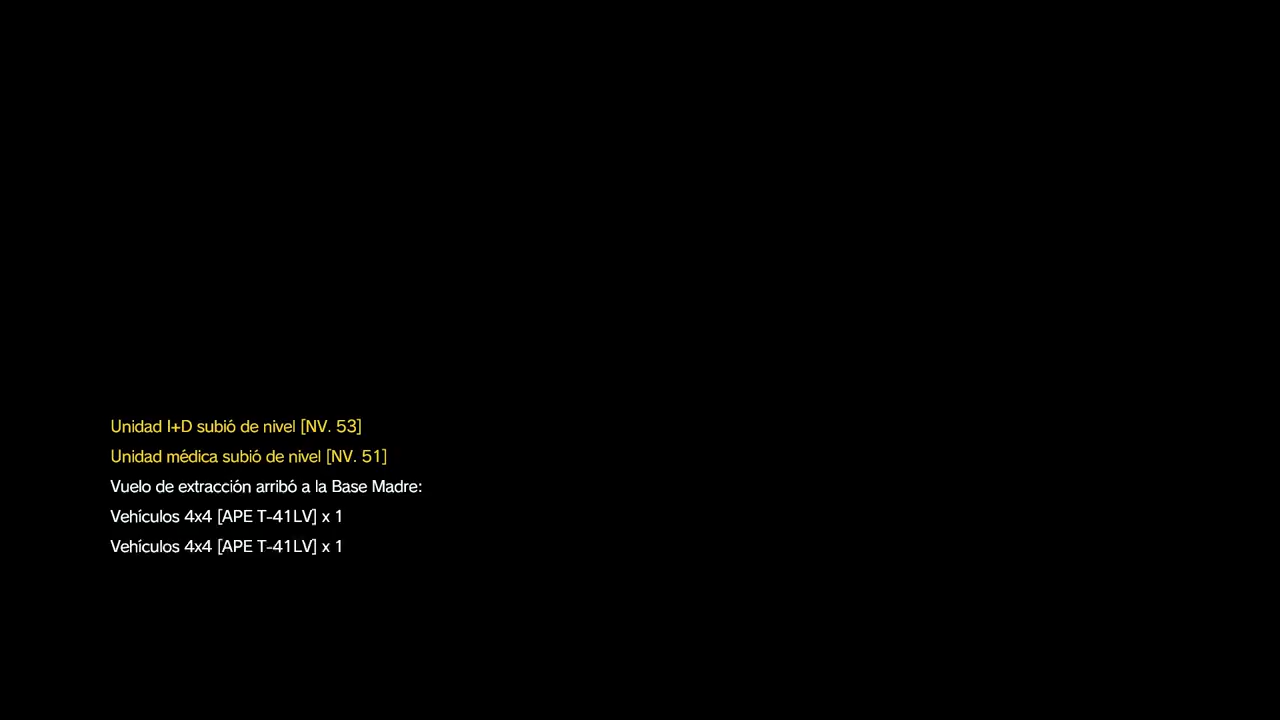 Unidad I+D subió de nivel [NV. 53]
Unidad médica subió de nivel [NV. 51]
Vuelo de extracción arribó a la Base Madre:
Vehículos 4x4 [APE T-41LV] x 1
Vehículos 4x4 [APE T-41LV] x 1